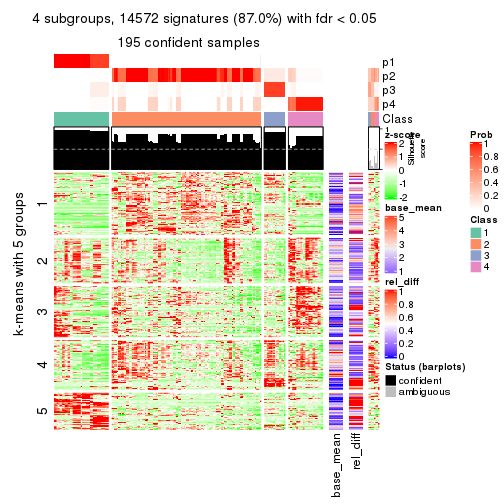 4 subgroups, 14572 signatures (87.0%) with fdr < 0.05
195 confident samples
p1
p2
p3
p4
Class
z-score
2
1
0
-1
-2
Silhouette
score
1
Prob
1
0.8
0.6
0.4
0.2
0
base_mean
5
4
3
2
1
Class
1
2
3
4
rel_diff
1
0.8
0.6
0.4
0.2
0
Status (barplots)
confident
ambiguous
k-means with 5 groups
1
2
3
4
5
base_mean
rel_diff